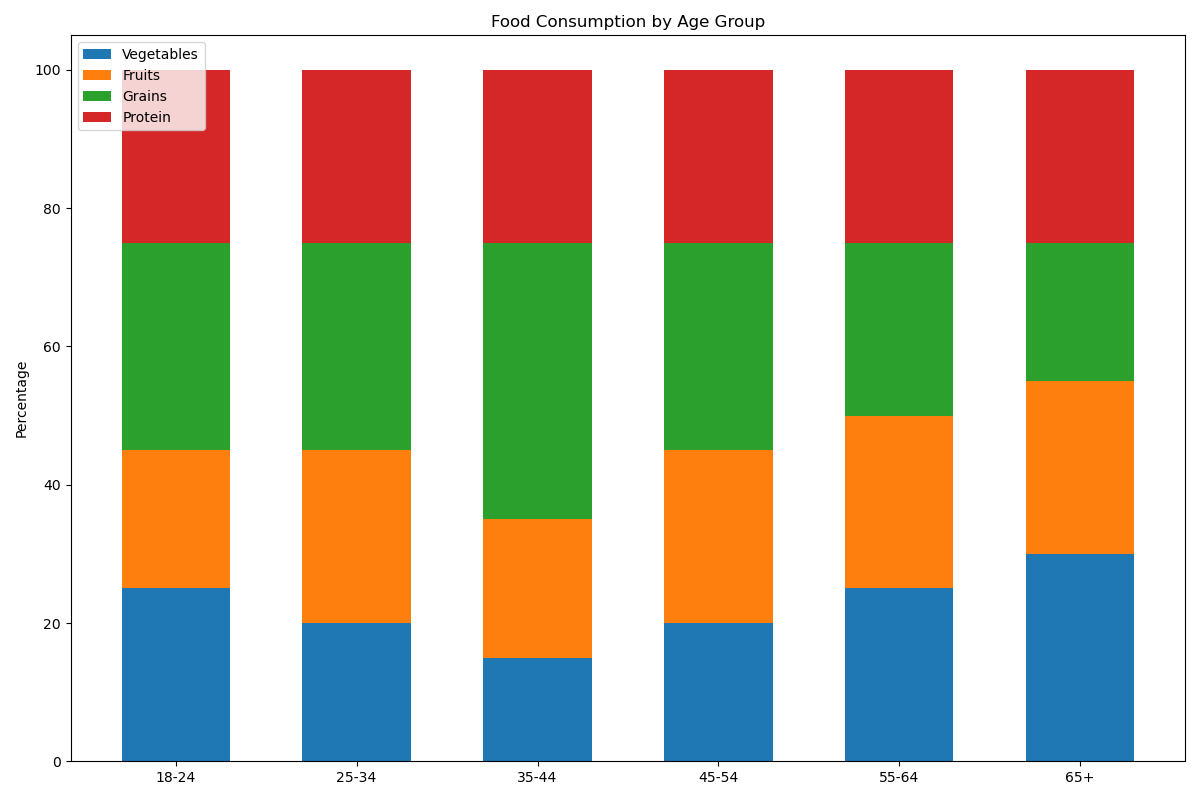 Food Consumption by Age Group
Vegetables
Fruits
Grains
Protein
Percentage
100
80
60
40
20
0
18-24
25-34
35-44
45-54
55-64
65+